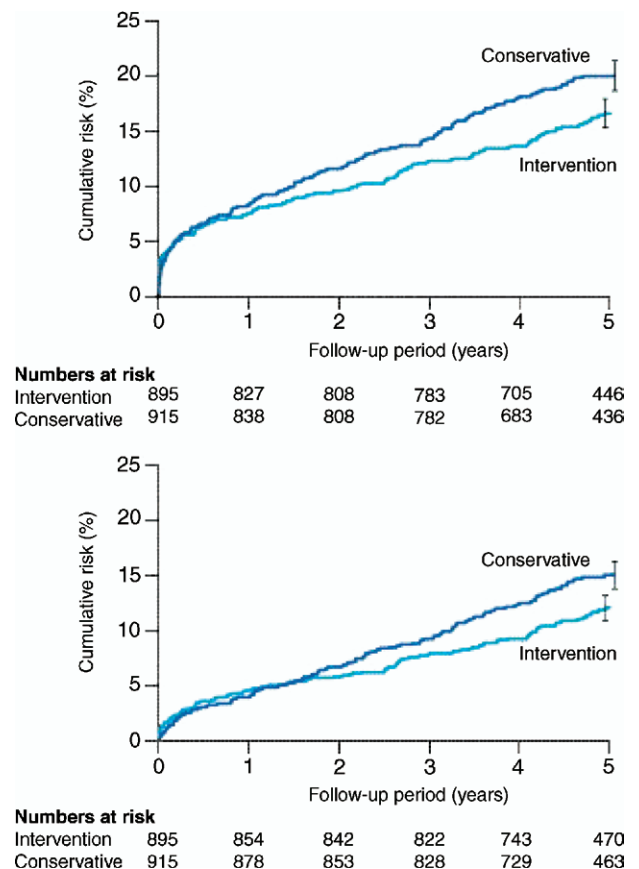 25
20
15
10
5
0
Cumulative risk (%)
Conservative
Intervention
0 1 2 3 4 5
Follow-up period (years)
Numbers at risk
Intervention 895 827 808 783 705 446
Conservative 915 838 808 782 683 436
25
20
15
10
5
0
Cumulative risk (%)
Conservative
Intervention
0 1 2 3 4 5
Follow-up period (years)
Numbers at risk
Intervention 895 854 842 822 743 470
Conservative 915 878 853 828 729 463